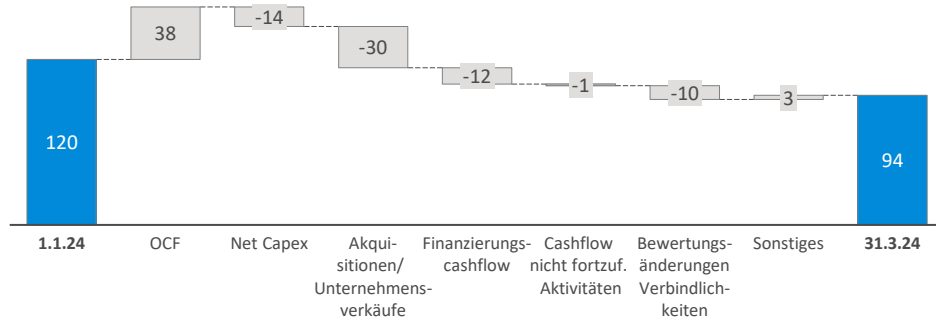 38
-14
-30
-12
-1
-10
3
120
94
1.1.24
OCF
Net Capex
Akqui-
sitionen/
Unternehmens-
verkäufe
Finanzierungs-
cashflow
Cashflow
nicht fortzuf.
Aktivitäten
Bewertungs-
änderungen
Verbindlich-
keiten
Sonstiges
31.3.24